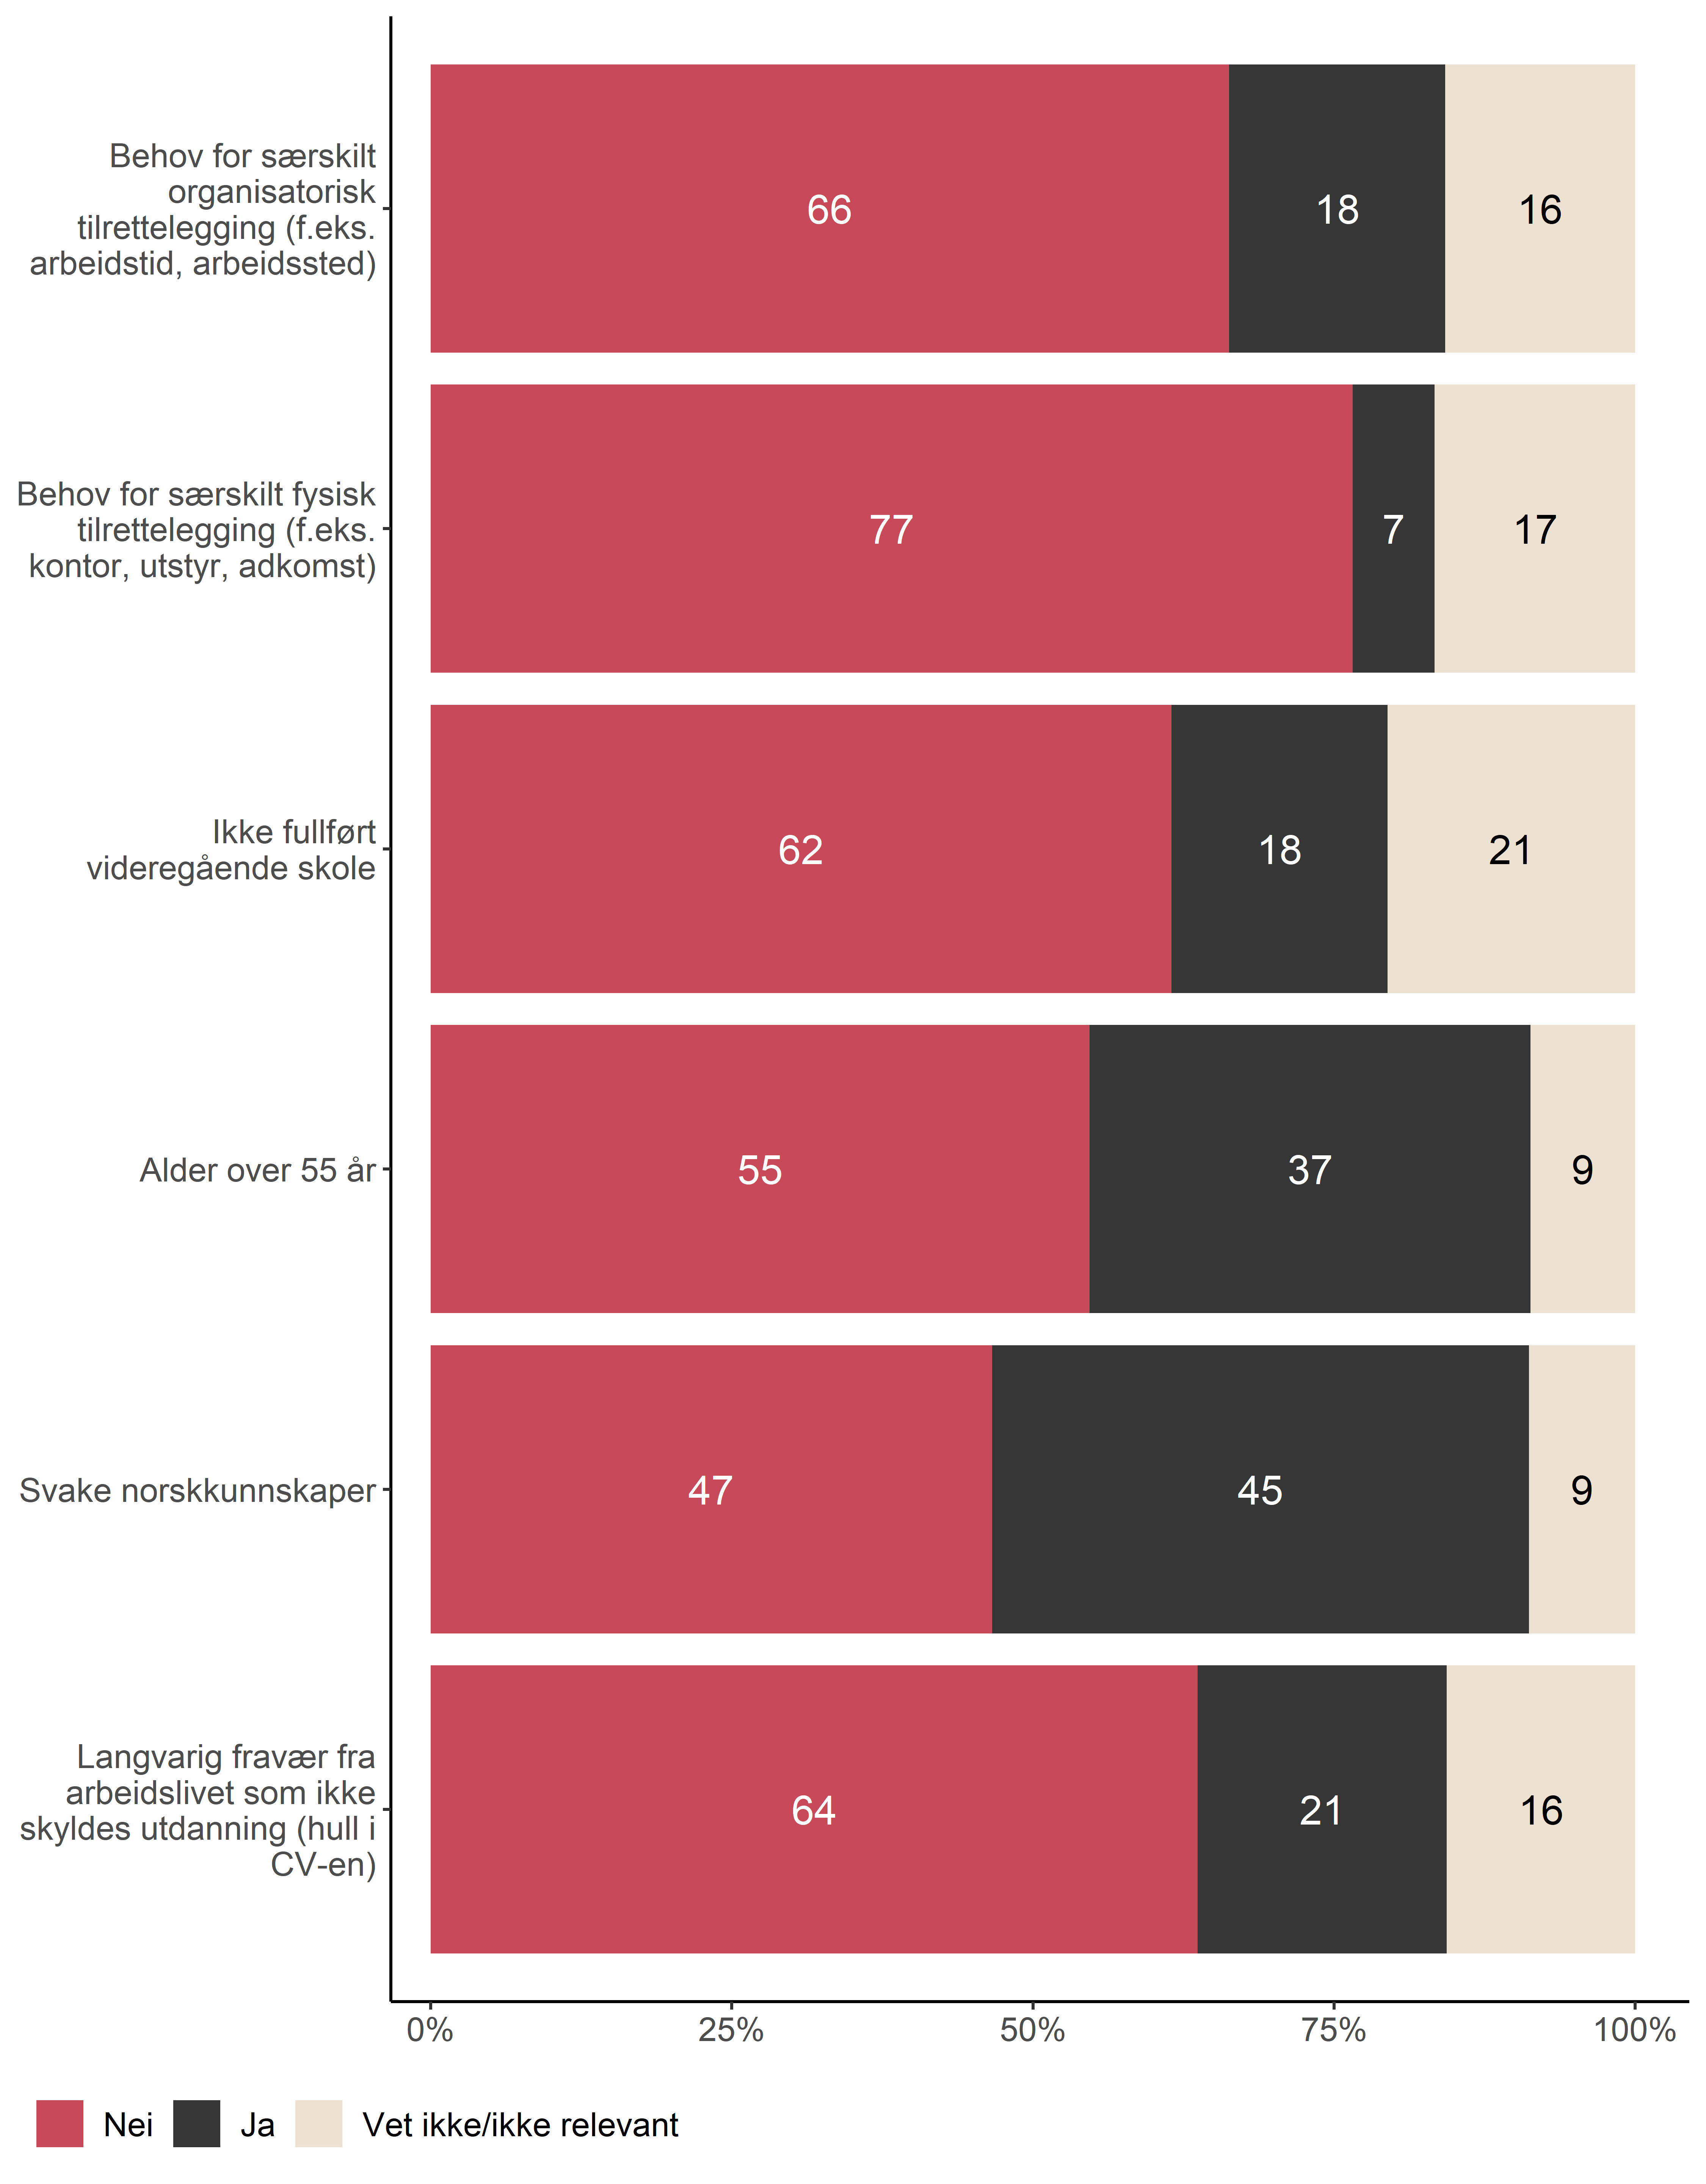 Behov for særskilt
organisatorisk
tilrettelegging (f.eks.
arbeidstid, arbeidssted)
66 18 16
Behov for særskilt fysisk
tilrettelegging (f.eks.
kontor, utstyr, adkomst)
77 7 17
Ikke fullført
videregående skole
62 18 21
Alder over 55 år
55 37 9
Svake norskkunnskaper
47 45 9
Langvarig fravær fra
arbeidslivet som ikke
skyldes utdanning (hull i
CV-en)
64 21 16
0% 25% 50% 75% 100%
Nei Ja Vet ikke/ikke relevant